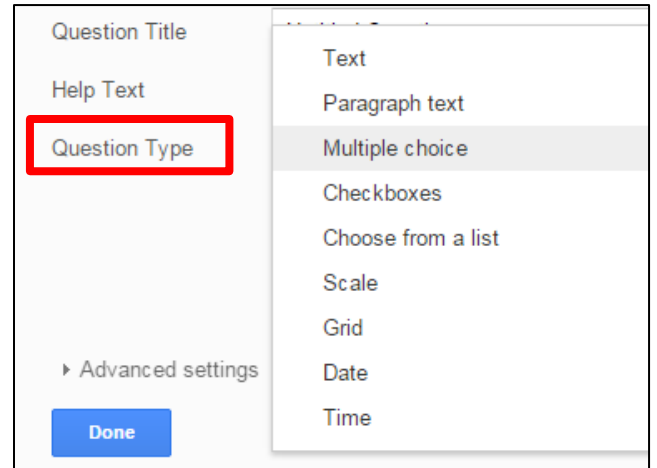 Question Title
Help Text
Question Type
Text
Paragraph text
Multiple choice
Checkboxes
Choose from a list
Scale
Grid
Date
Time
Advanced settings
Done